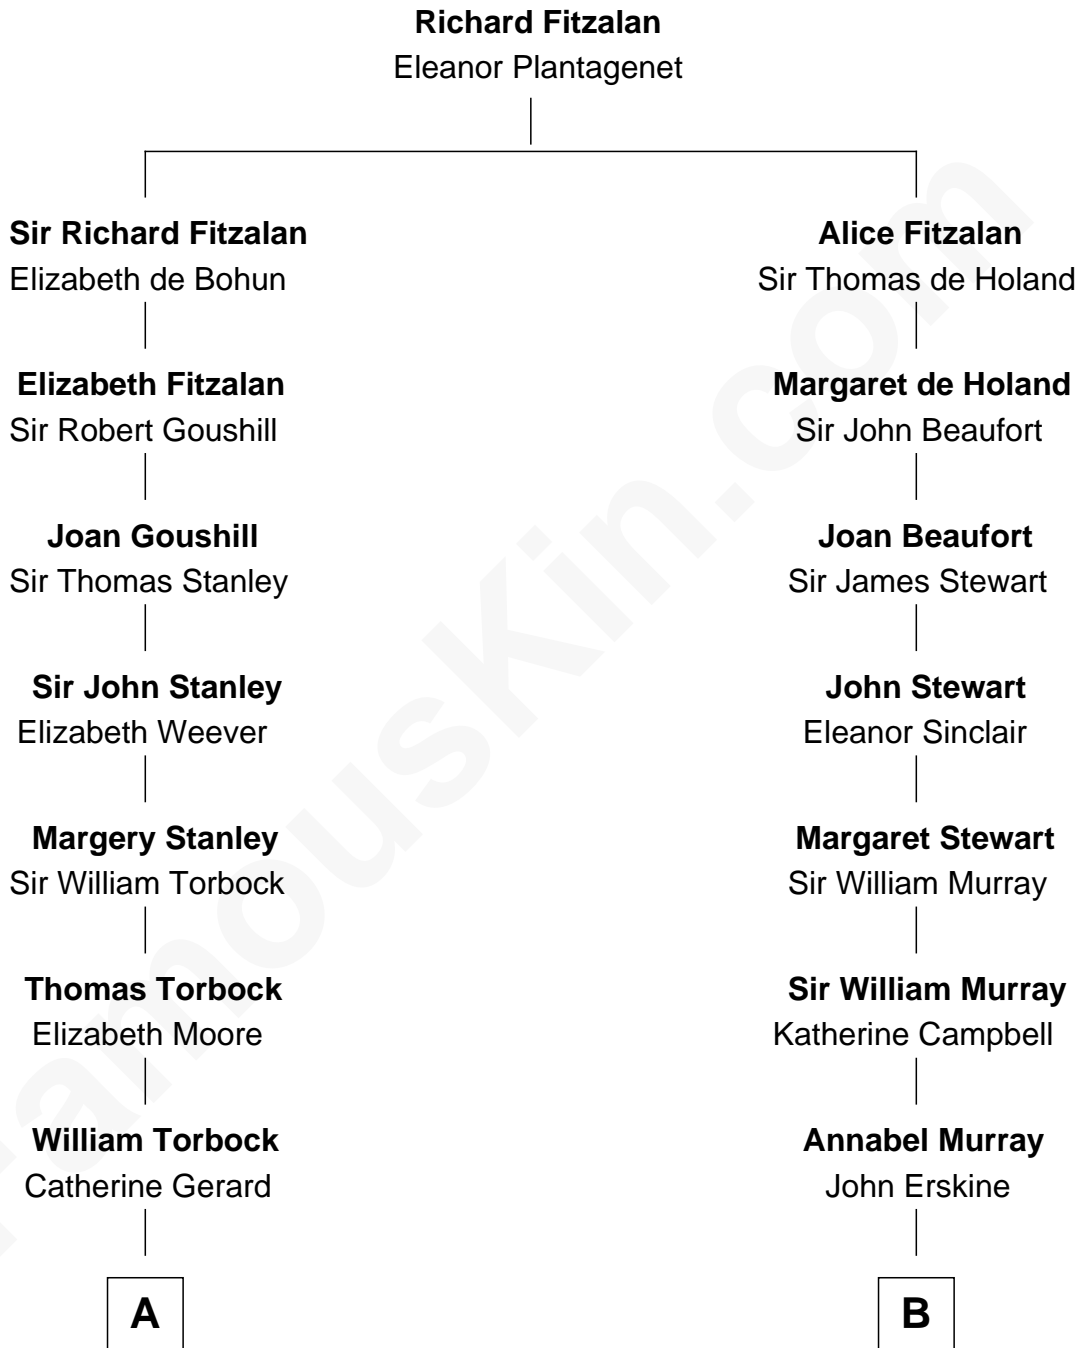 Richard Fitzalan
Eleanor Plantagenet
Sir Richard Fitzalan
Elizabeth de Bohun
Elizabeth Fitzalan
Sir Robert Goushill
Joan Goushill
Sir Thomas Stanley
Sir John Stanley
Elizabeth Weever
Margery Stanley
Sir William Torbock
Thomas Torbock
Elizabeth Moore
William Torbock
Catherine Gerard
A
Alice Fitzalan
Sir Thomas de Holand
Margaret de Holand
Sir John Beaufort
Joan Beaufort
Sir James Stewart
John Stewart
Eleanor Sinclair
Margaret Stewart
Sir William Murray
Sir William Murray
Katherine Campbell
Annabel Murray
John Erskine
B
FamousKin.com